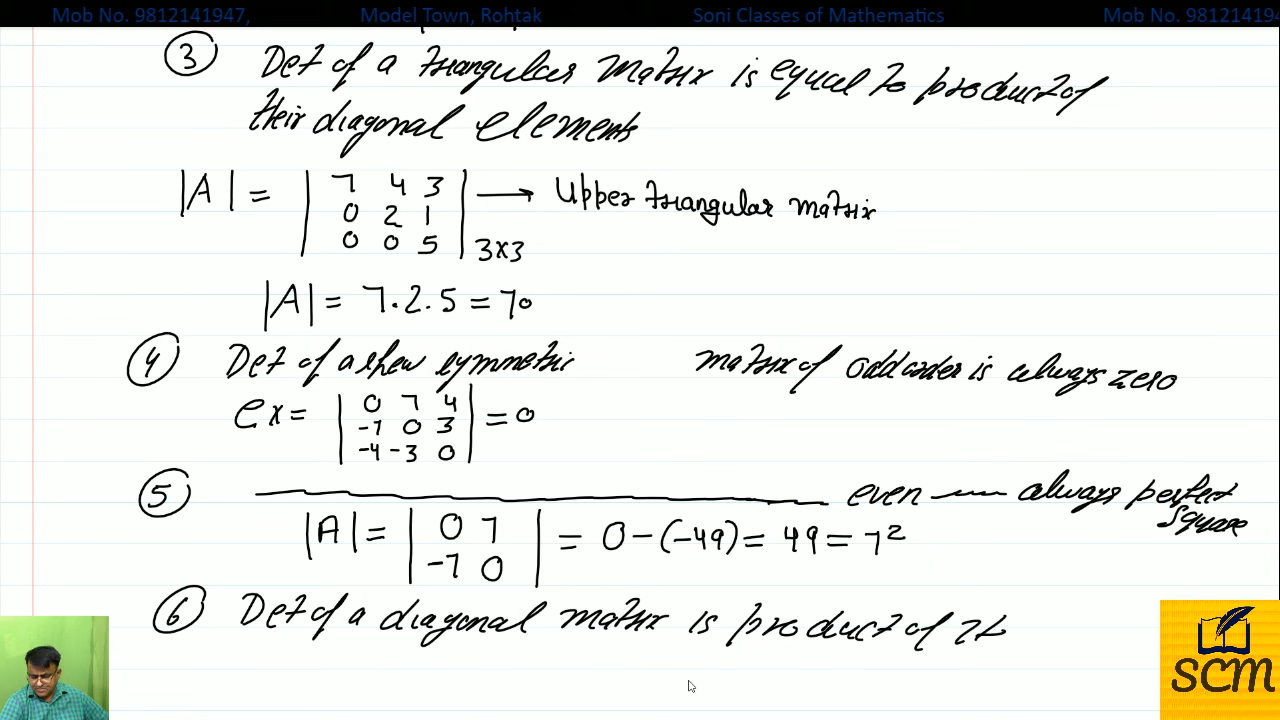 Mob No. 9812141947, Model Town, Rohtak Soni Classes of Mathematics Mob No. 981214194
③ Det of a triangular matrix is equal to product of
their diagonal elements
|A| = | 7 4 3 | → Upper triangular matrix
0 2 1
0 0 5 3×3
|A| = 7.2.5 = 70
④ Det of a skew symmetric matrix of odd order is always zero
ex = | 0 7 4 | = 0
-7 0 3
-4 -3 0
⑤ even always perfect
square
|A| = | 0 7 | = 0-(-49) = 49 = 7²
-7 0
⑥ Det of a diagonal matrix is product of
SCM